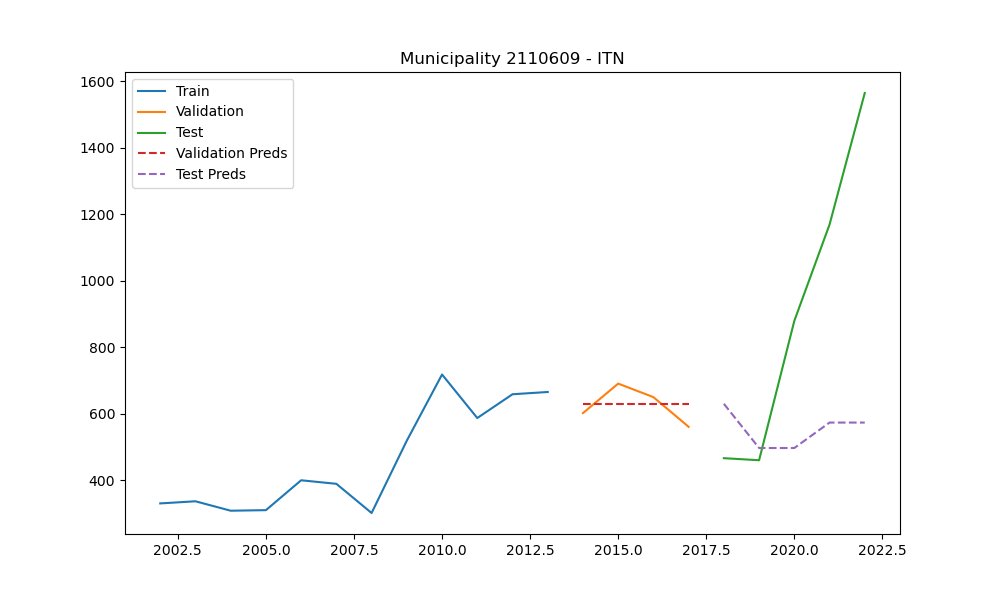 Municipality 2110609 - ITN
1600
1400
1200
1000
800
600
400
Train
Validation
Test
Validation Preds
Test Preds
2002.5 2005.0 2007.5 2010.0 2012.5 2015.0 2017.5 2020.0 2022.5